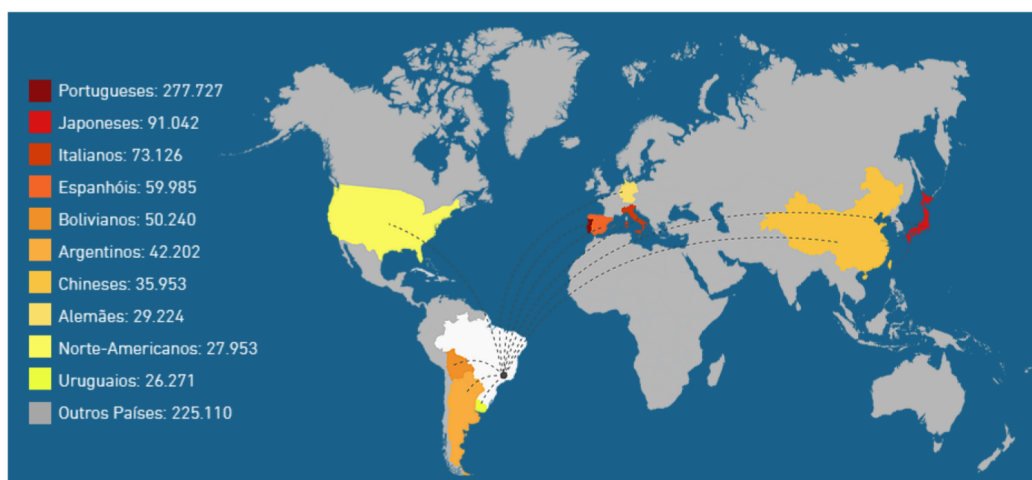 Portugueses: 277.727
Japoneses: 91.042
Italianos: 73.126
Espanhóis: 59.985
Bolivianos: 50.240
Argentinos: 42.202
Chineses: 35.953
Alemães: 29.224
Norte-Americanos: 27.953
Uruguaios: 26.271
Outros Países: 225.110